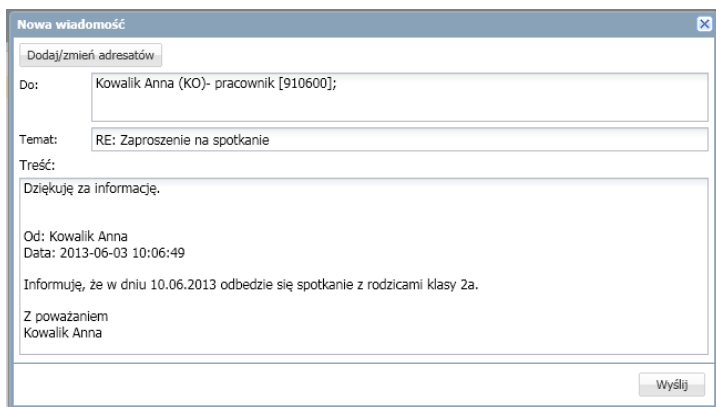 Nowa wiadomość
Dodaj/zmień adresatów
Do: Kowalik Anna (KO)- pracownik [910600];
Temat: RE: Zaproszenie na spotkanie
Treść:
Dziękuję za informację.
Od: Kowalik Anna
Data: 2013-06-03 10:06:49
Informuję, że w dniu 10.06.2013 odbedzie się spotkanie z rodzicami klasy 2a.
Z poważaniem
Kowalik Anna
Wyślij